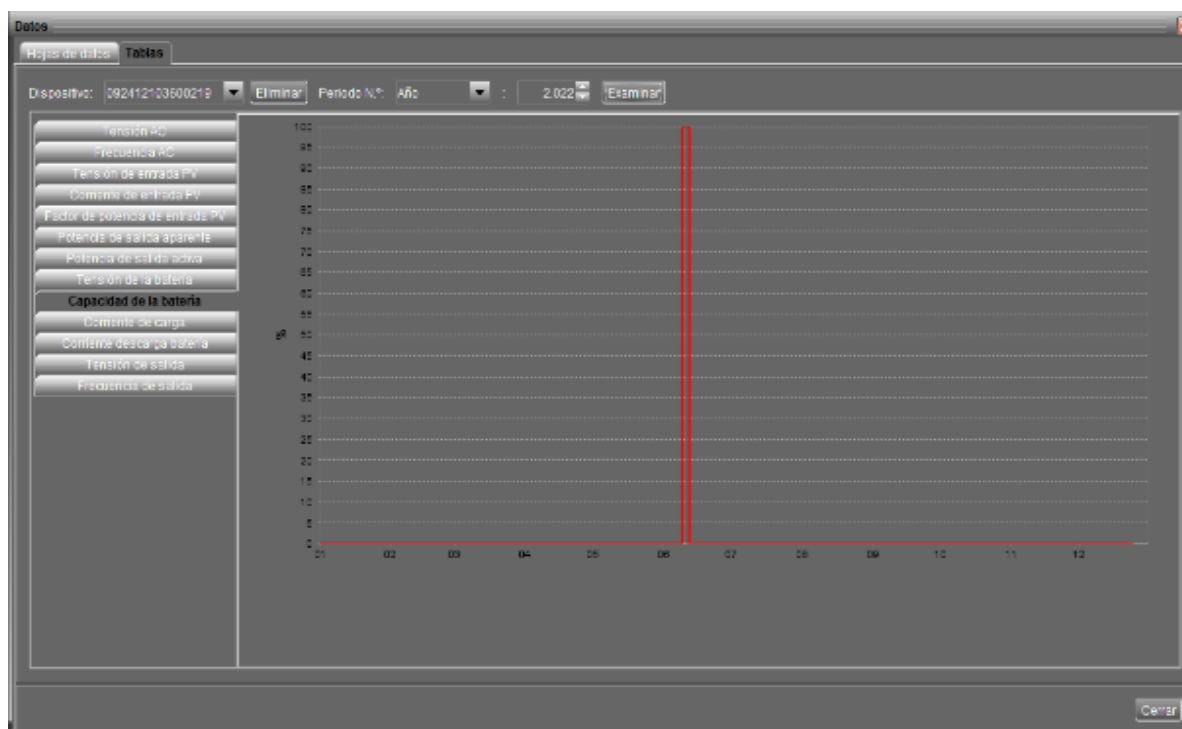 Datos
Hojas de datos Tablas
Dispositivo: 092412103600219 Eliminar Periodo N.º: Año : 2.022 Examinar
Tensión AC
Frecuencia AC
Tensión de entrada PV
Corriente de entrada PV
Factor de potencia de entrada PV
Potencia de salida aparente
Potencia de salida activa
Tensión de la batería
Capacidad de la batería
Corriente de carga
Corriente descarga batería
Tensión de salida
Frecuencia de salida
%
100
95
90
85
80
75
70
65
60
55
50
45
40
35
30
25
20
15
10
5
0
01 02 03 04 05 06 07 08 09 10 11 12
Cerrar